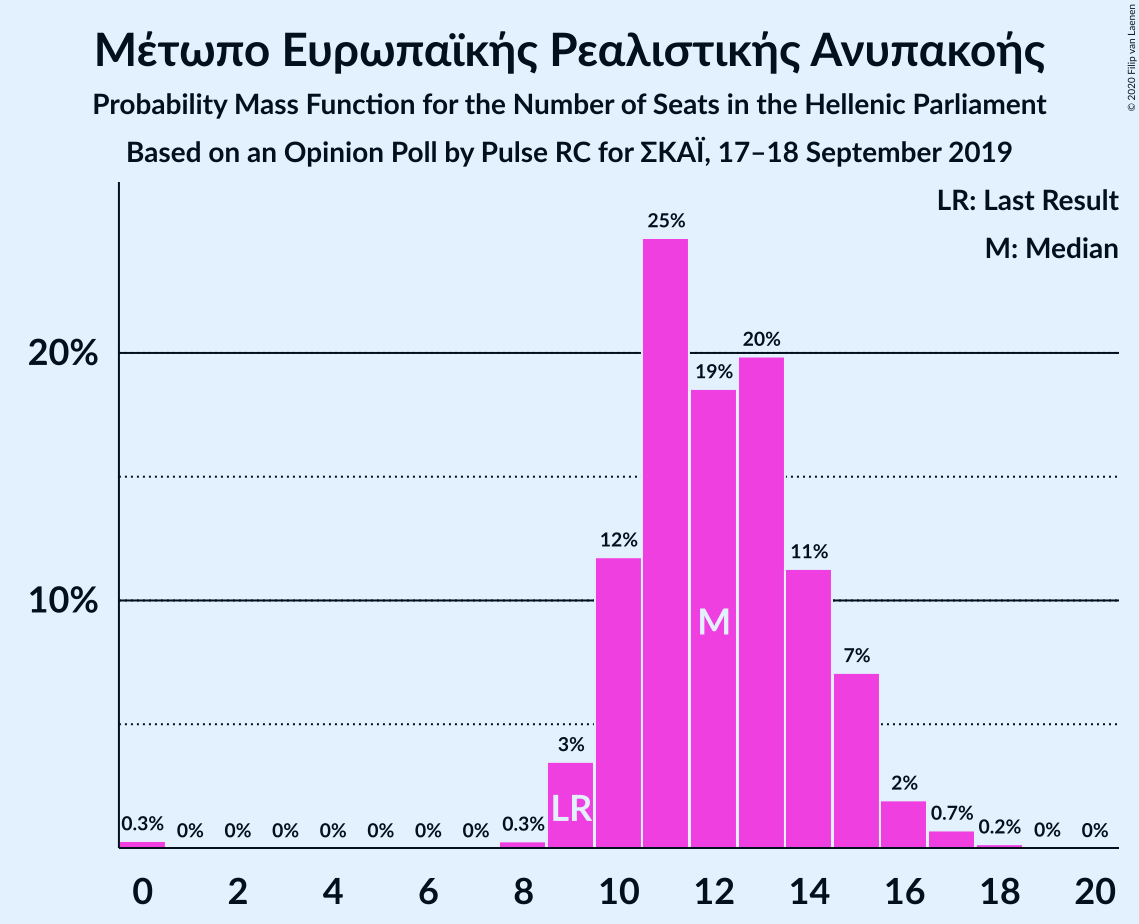 Μέτωπο Ευρωπαϊκής Ρεαλιστικής Ανυπακοής
Probability Mass Function for the Number of Seats in the Hellenic Parliament
Based on an Opinion Poll by Pulse RC for ΣΚΑΪ, 17–18 September 2019
© 2020 Filip van Laenen
LR: Last Result
M: Median
25%
20%
20%
19%
12%
11%
10%
M
7%
3%
2%
LR
0.3% 0% 0% 0% 0% 0% 0% 0% 0.3% 0.7% 0.2% 0% 0%
0 2 4 6 8 10 12 14 16 18 20